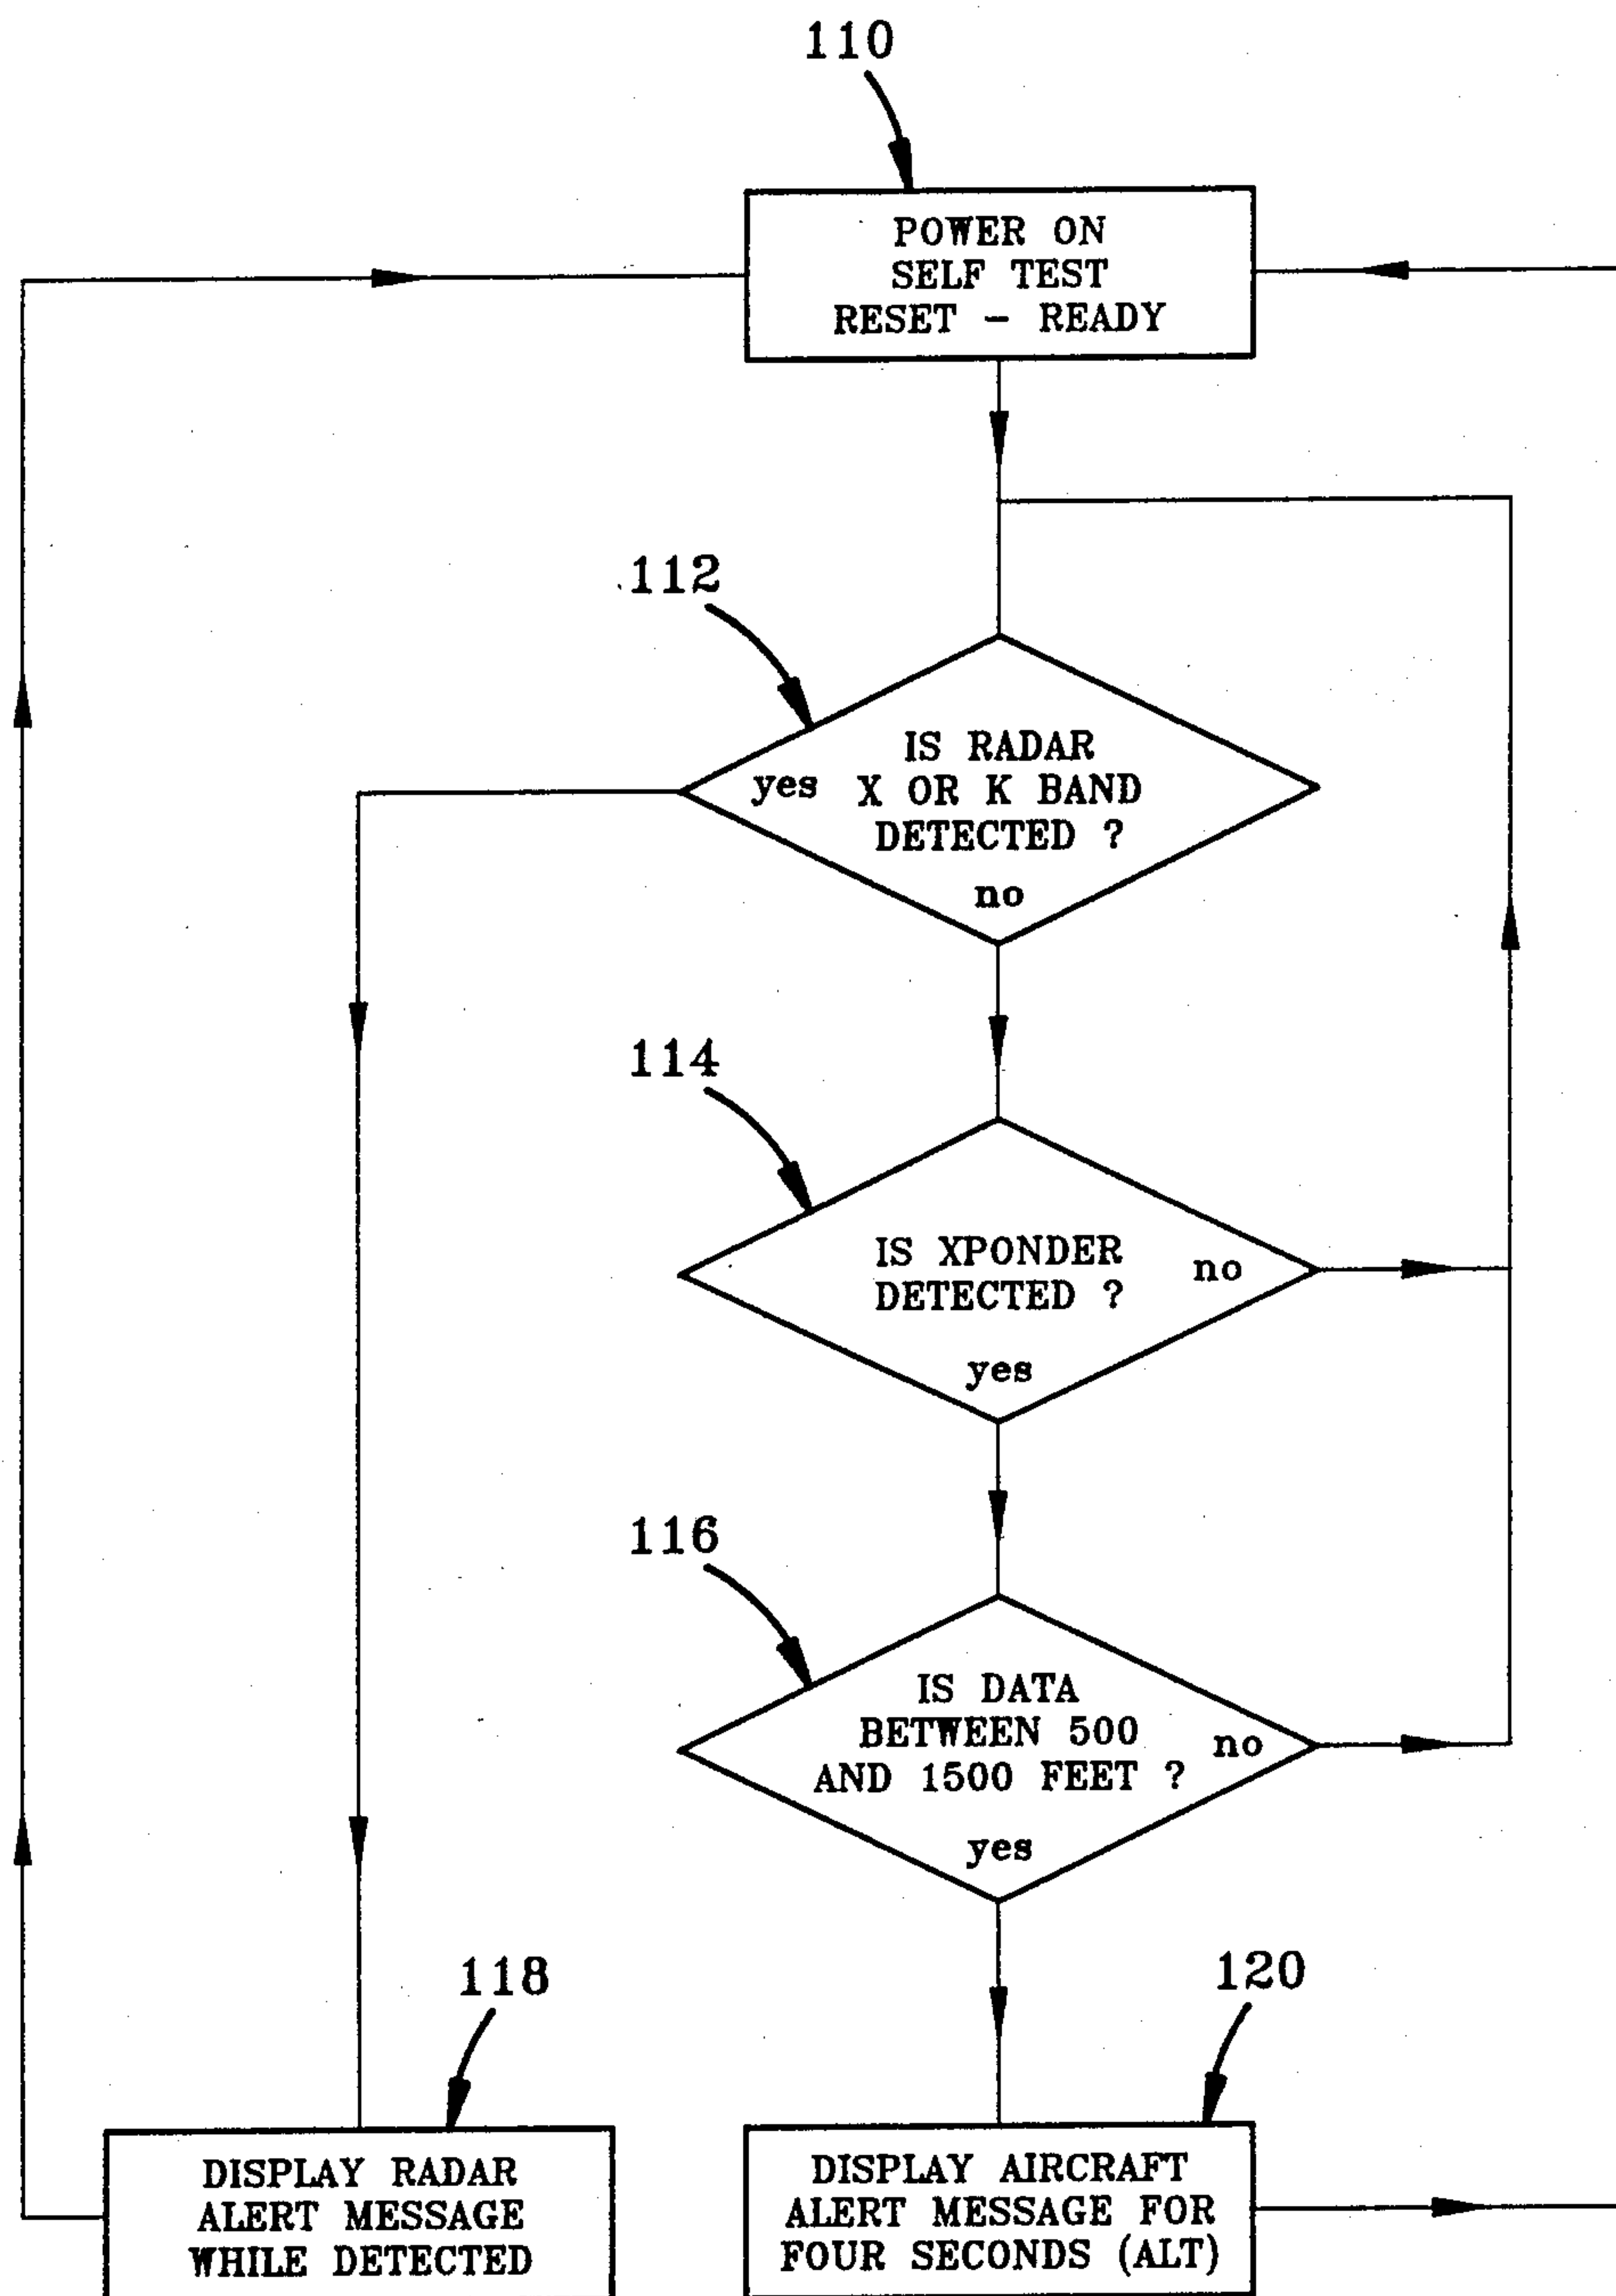 110
POWER ON
SELF TEST
RESET - READY
112
IS RADAR
yes X OR K BAND
DETECTED ?
no
114
IS XPONDER no
DETECTED ?
yes
116
IS DATA
BETWEEN 500 no
AND 1500 FEET ?
yes
118
DISPLAY RADAR
ALERT MESSAGE
WHILE DETECTED
120
DISPLAY AIRCRAFT
ALERT MESSAGE FOR
FOUR SECONDS (ALT)